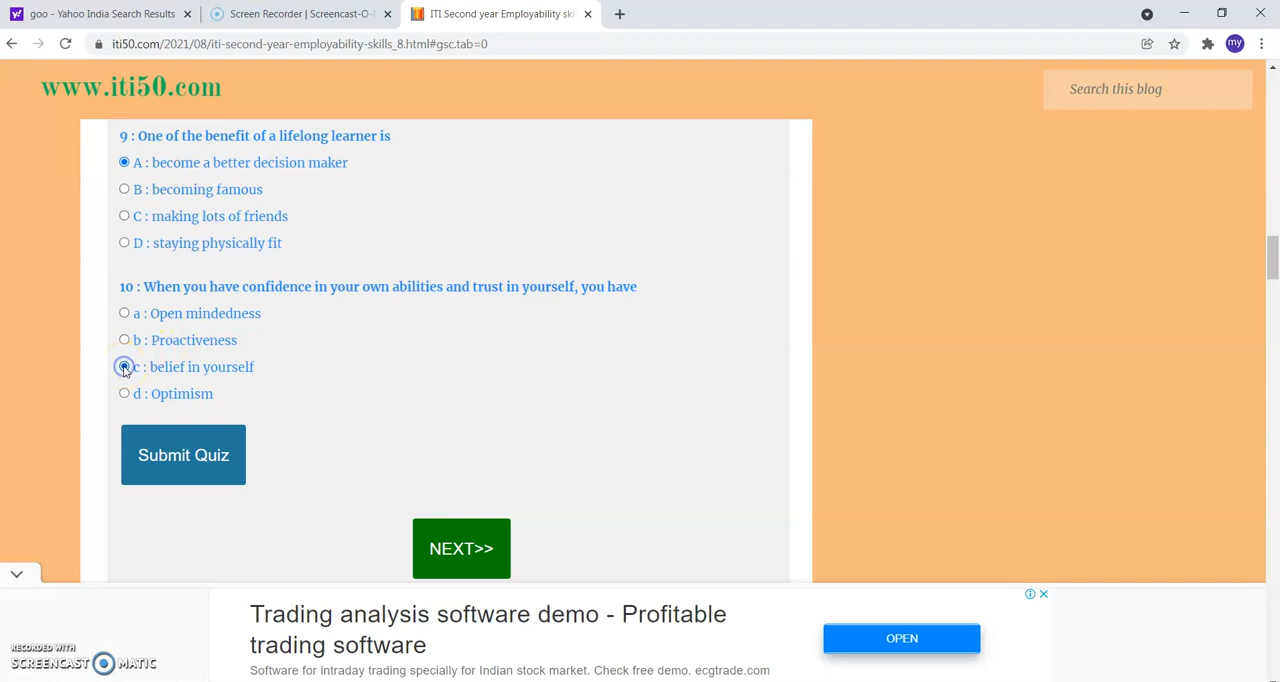 goo - Yahoo India Search Results
Screen Recorder | Screencast-O-
ITI Second year Employability ski
iti50.com/2021/08/iti-second-year-employability-skills_8.html#gsc.tab=0
my
www.iti50.com
Search this blog
9 : One of the benefit of a lifelong learner is
A : become a better decision maker
B : becoming famous
C : making lots of friends
D : staying physically fit
10 : When you have confidence in your own abilities and trust in yourself, you have
a : Open mindedness
b : Proactiveness
c : belief in yourself
d : Optimism
Submit Quiz
NEXT>>
Trading analysis software demo - Profitable
trading software
OPEN
Software for intraday trading specially for Indian stock market. Check free demo. ecgtrade.com
RECORDED WITH
SCREENCAST MATIC